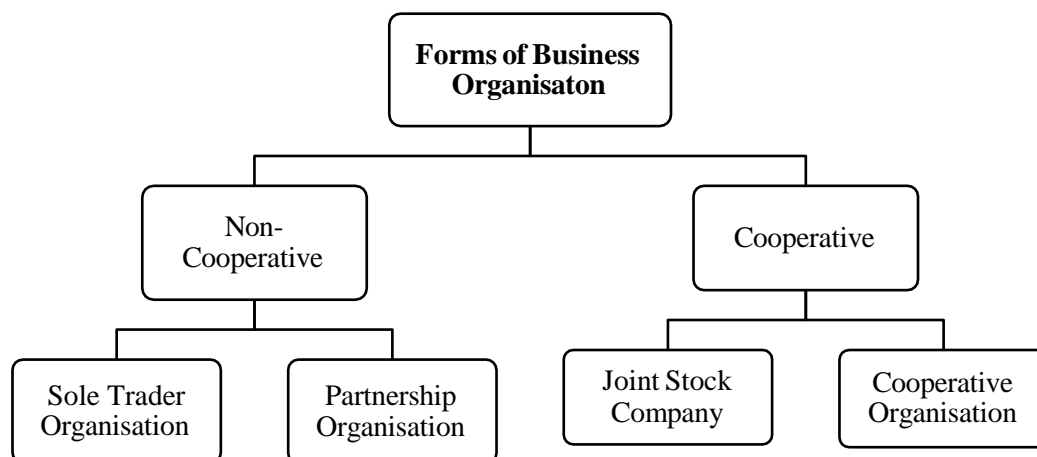 Forms of Business
Organisaton
Non-
Cooperative
Cooperative
Sole Trader
Organisation
Partnership
Organisation
Joint Stock
Company
Cooperative
Organisation